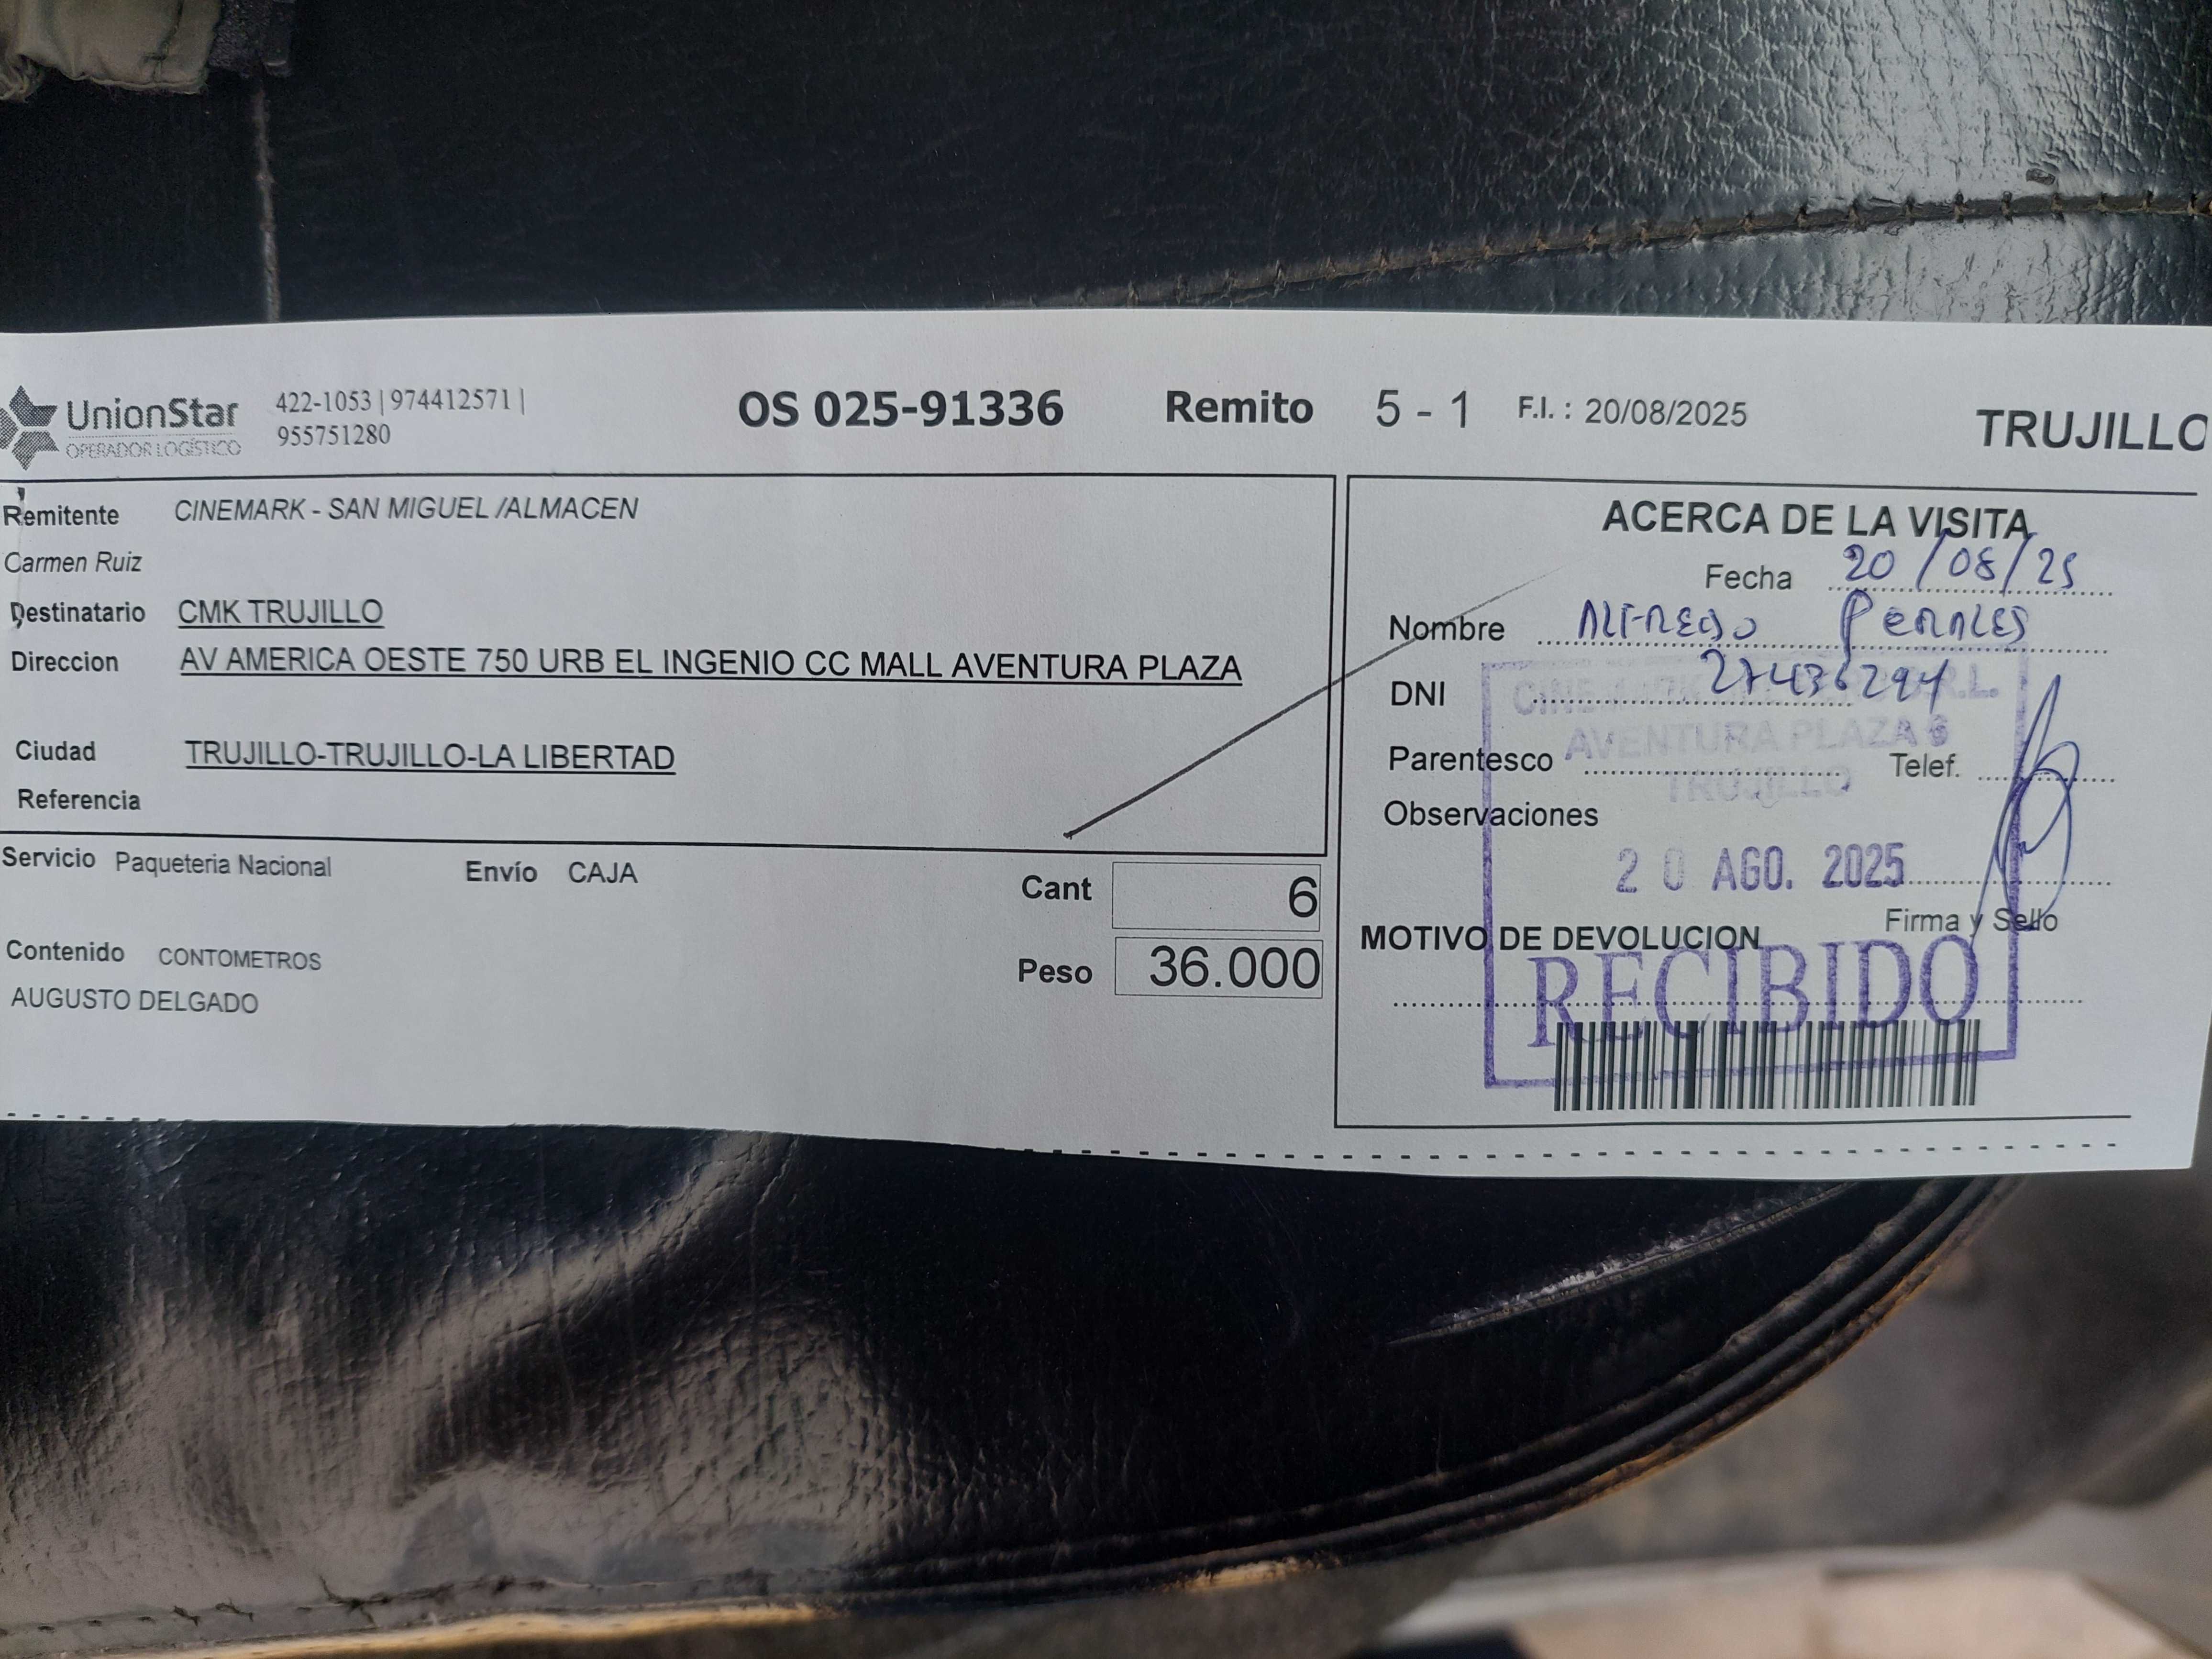 UnionStar
OPERADOR LOGÍSTICO
422-1053 | 974412571 |
955751280
OS 025-91336 Remito 5 - 1 F.I. : 20/08/2025
TRUJILLO
Remitente CINEMARK - SAN MIGUEL /ALMACEN
Carmen Ruiz
Destinatario CMK TRUJILLO
Direccion AV AMERICA OESTE 750 URB EL INGENIO CC MALL AVENTURA PLAZA
Ciudad TRUJILLO-TRUJILLO-LA LIBERTAD
Referencia
Servicio Paqueteria Nacional Envío CAJA
Cant 6
Contenido CONTOMETROS
Peso 36.000
AUGUSTO DELGADO
ACERCA DE LA VISITA
Fecha 20/08/25
Nombre ALFREDO PERALES
DNI 27436294
Parentesco Telef.
Observaciones
AVENTURA PLAZA
TRUJILLO
20 AGO. 2025
Firma y Sello
MOTIVO DE DEVOLUCION
RECIBIDO